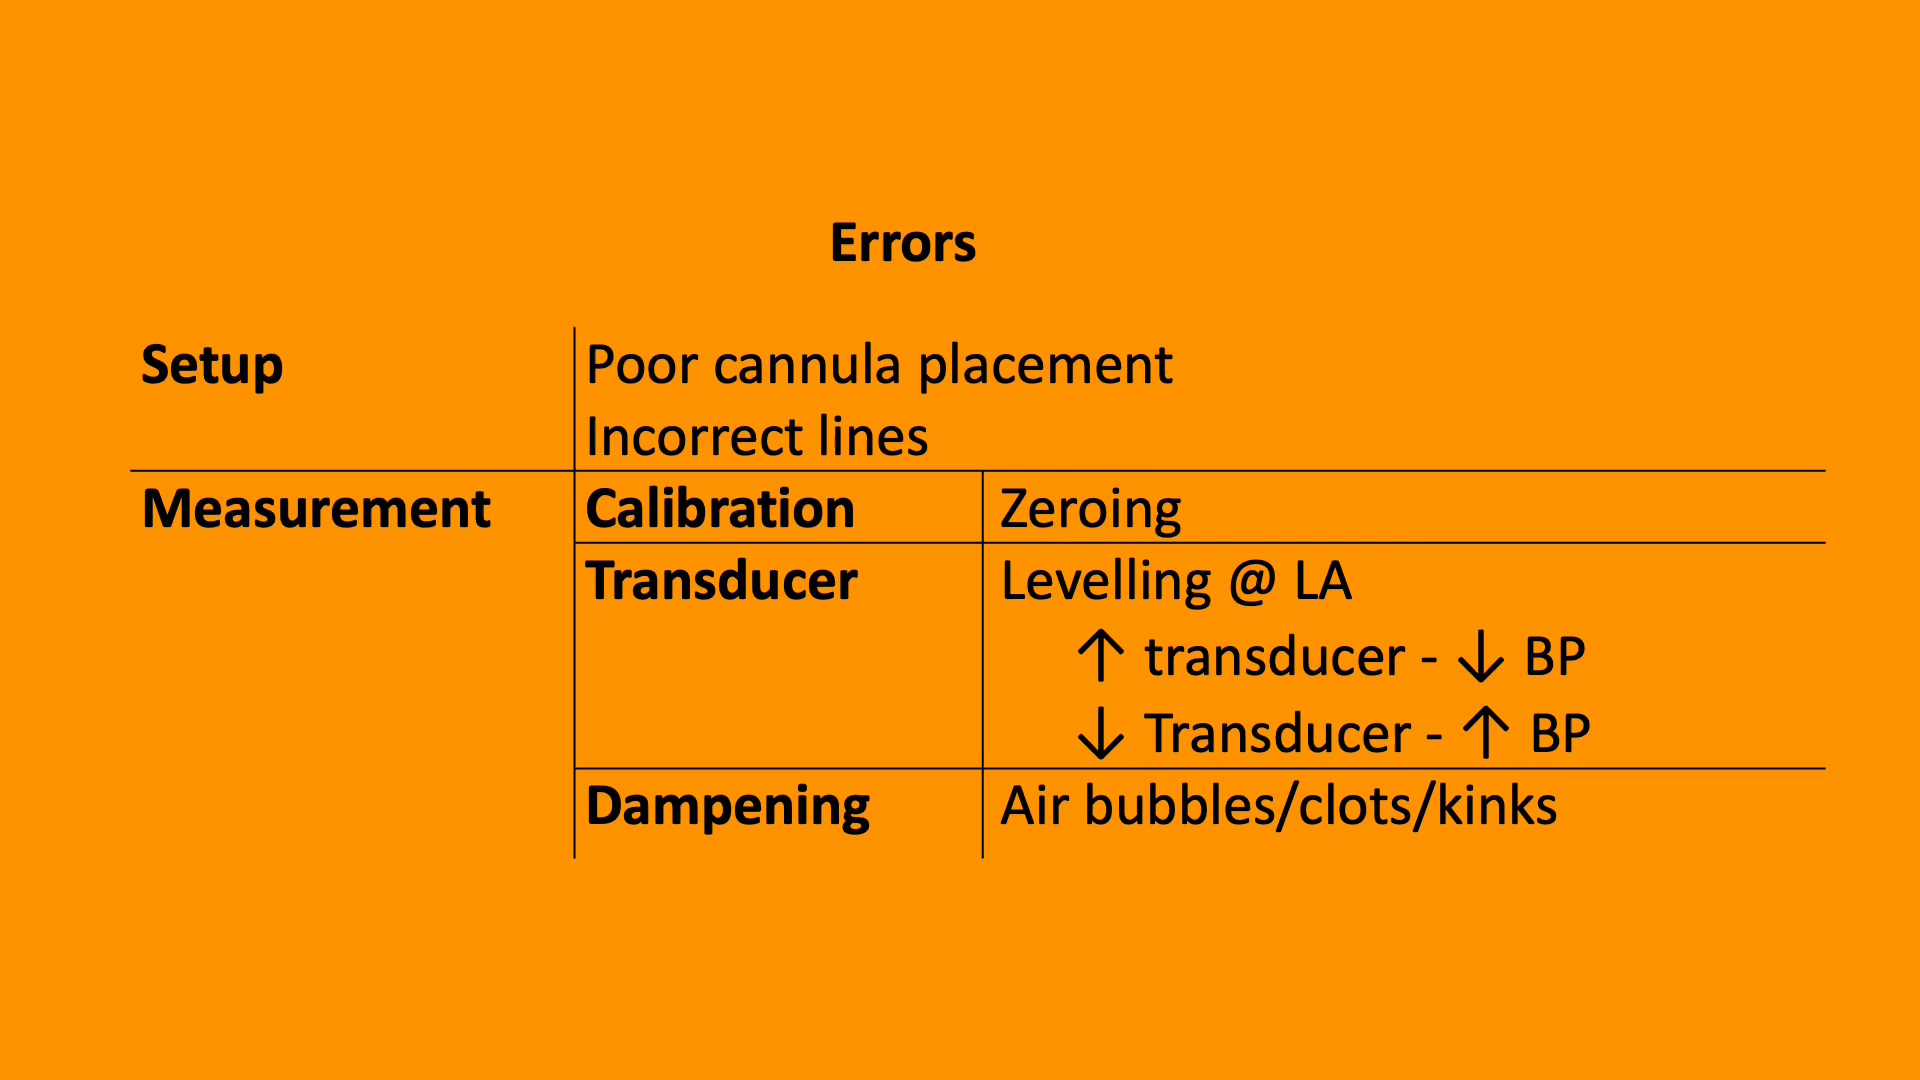 Errors
Setup
Poor cannula placement
Incorrect lines
Measurement
Calibration
Zeroing
Transducer
Levelling @ LA
↑ transducer - ↓ BP
↓ Transducer - ↑ BP
Dampening
Air bubbles/clots/kinks